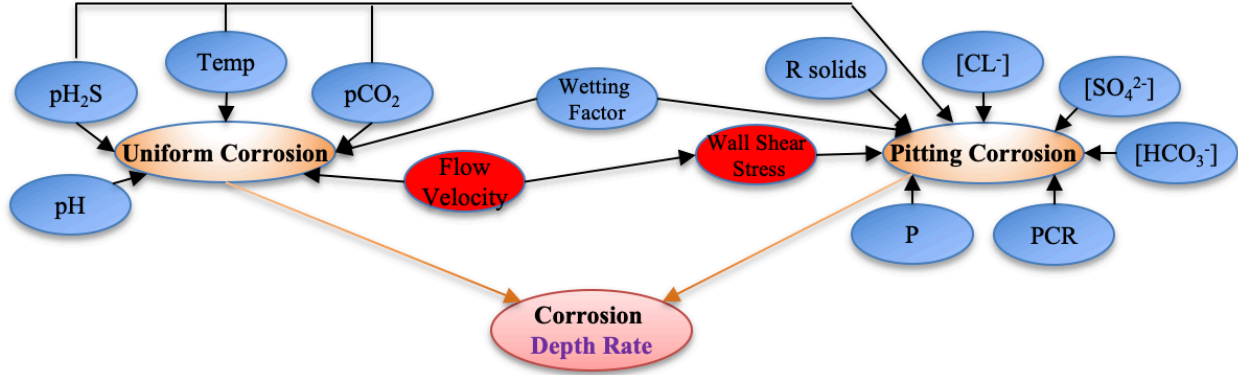 pH₂S
Temp
pCO₂
Wetting
Factor
R solids
[CL⁻]
[SO₄²⁻]
Uniform Corrosion
Flow
Velocity
Wall Shear
Stress
Pitting Corrosion
[HCO₃⁻]
pH
P
PCR
Corrosion
Depth Rate